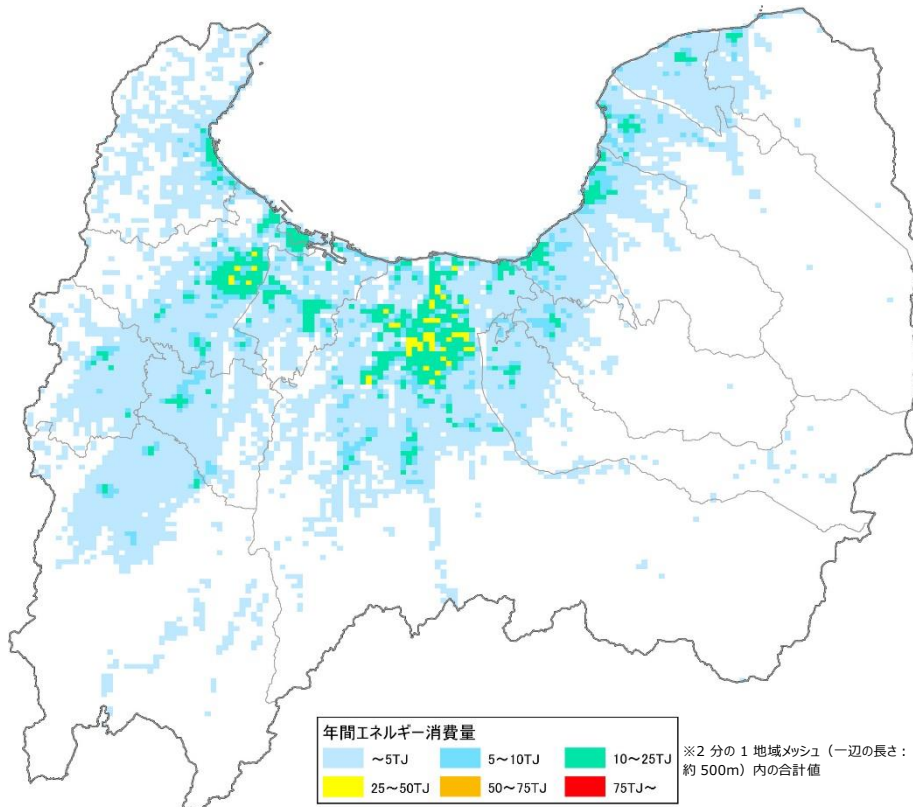 年間エネルギー消費量
～5TJ
5～10TJ
10～25TJ
25～50TJ
50～75TJ
75TJ～
※2 分の 1 地域メッシュ（一辺の長さ：
約 500m）内の合計値